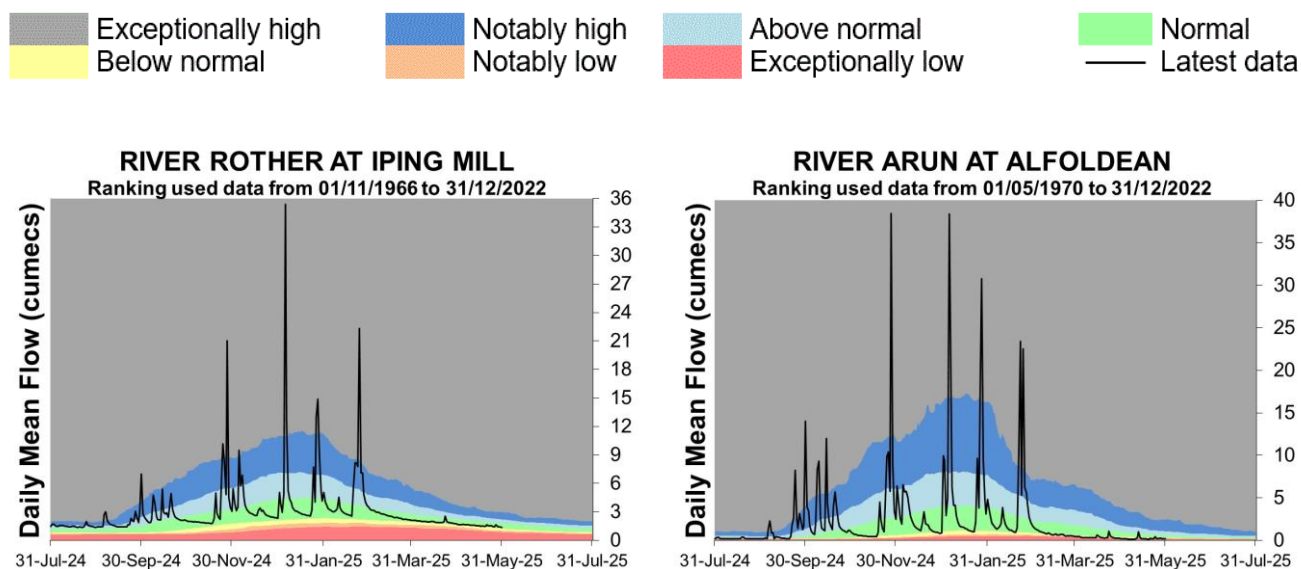 Exceptionally high
Notably high
Above normal
Normal
Below normal
Notably low
Exceptionally low
Latest data
RIVER ROTHER AT IPING MILL
Ranking used data from 01/11/1966 to 31/12/2022
Daily Mean Flow (cumecs)
36
33
30
27
24
21
18
15
12
9
6
3
0
31-Jul-24 30-Sep-24 30-Nov-24 31-Jan-25 31-Mar-25 31-May-25 31-Jul-25
RIVER ARUN AT ALFOLDEAN
Ranking used data from 01/05/1970 to 31/12/2022
Daily Mean Flow (cumecs)
40
35
30
25
20
15
10
5
0
31-Jul-24 30-Sep-24 30-Nov-24 31-Jan-25 31-Mar-25 31-May-25 31-Jul-25